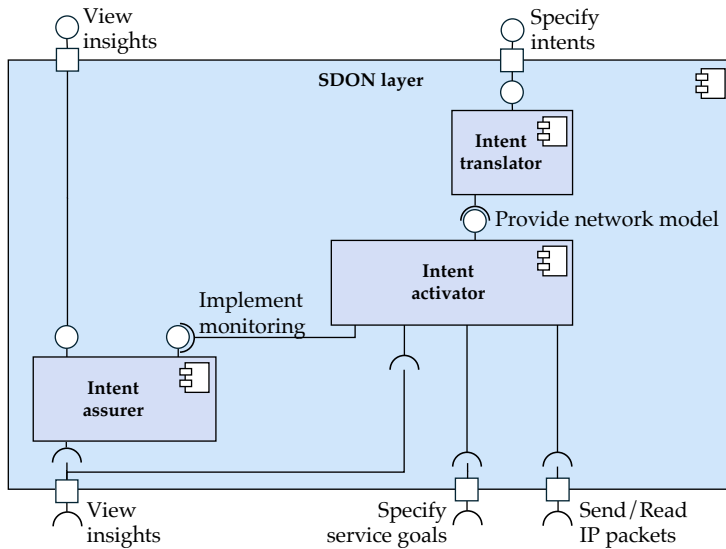 View
insights
Specify
intents
SDON layer
Intent
translator
Provide network model
Intent
activator
Implement
monitoring
Intent
assurer
View
insights
Specify
service goals
Send/Read
IP packets